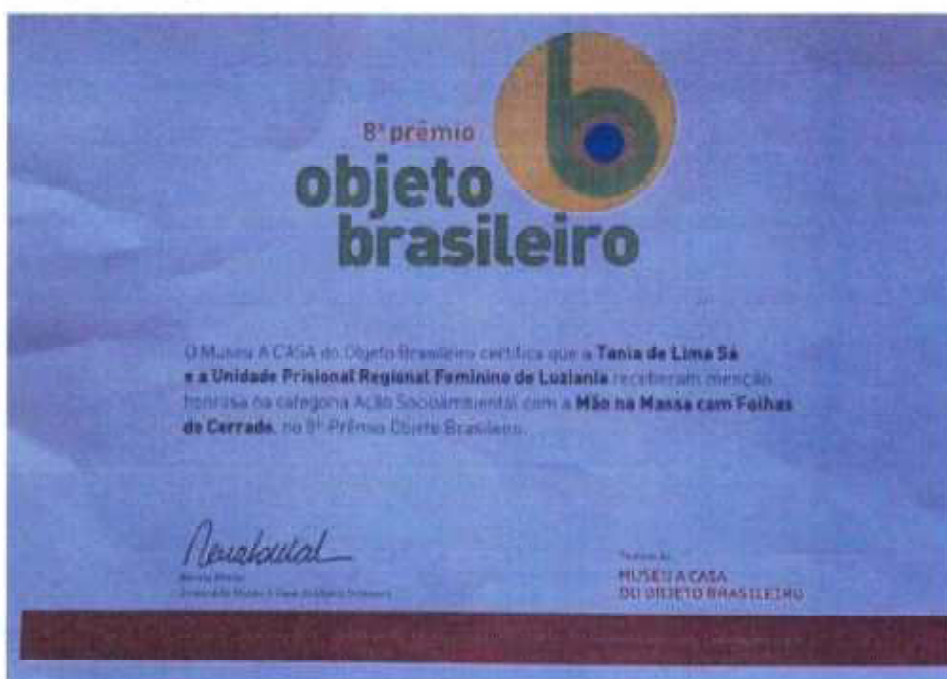 8º prêmio
objeto
brasileiro
O Museu A CASA do Objeto Brasileiro certifica que a Tania de Lima Sá
e a Unidade Prisional Regional Feminino de Luziania receberam menção
honrosa na categoria Ação Socioambiental com a Mão na Massa com Folhas
do Cerrado, no 8º Prêmio Objeto Brasileiro.
MUSEU A CASA
DO OBJETO BRASILEIRO